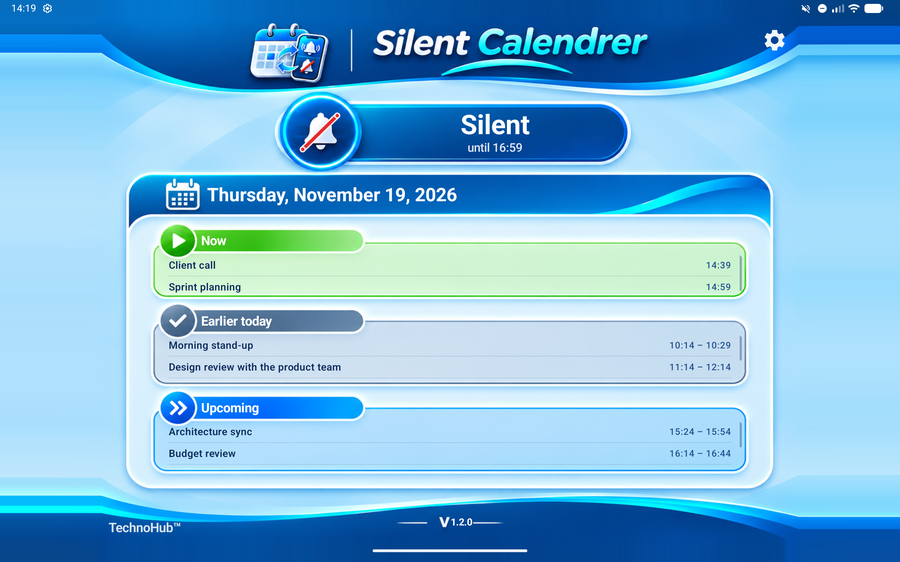 14:19
Silent Calendrer
Silent
until 16:59
Thursday, November 19, 2026
Now
Client call 14:39
Sprint planning 14:59
Earlier today
Morning stand-up 10:14 – 10:29
Design review with the product team 11:14 – 12:14
Upcoming
Architecture sync 15:24 – 15:54
Budget review 16:14 – 16:44
TechnoHub™
V 1.2.0